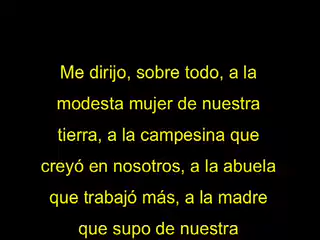 Me dirijo, sobre todo, a la
modesta mujer de nuestra
tierra, a la campesina que
creyó en nosotros, a la abuela
que trabajó más, a la madre
que supo de nuestra